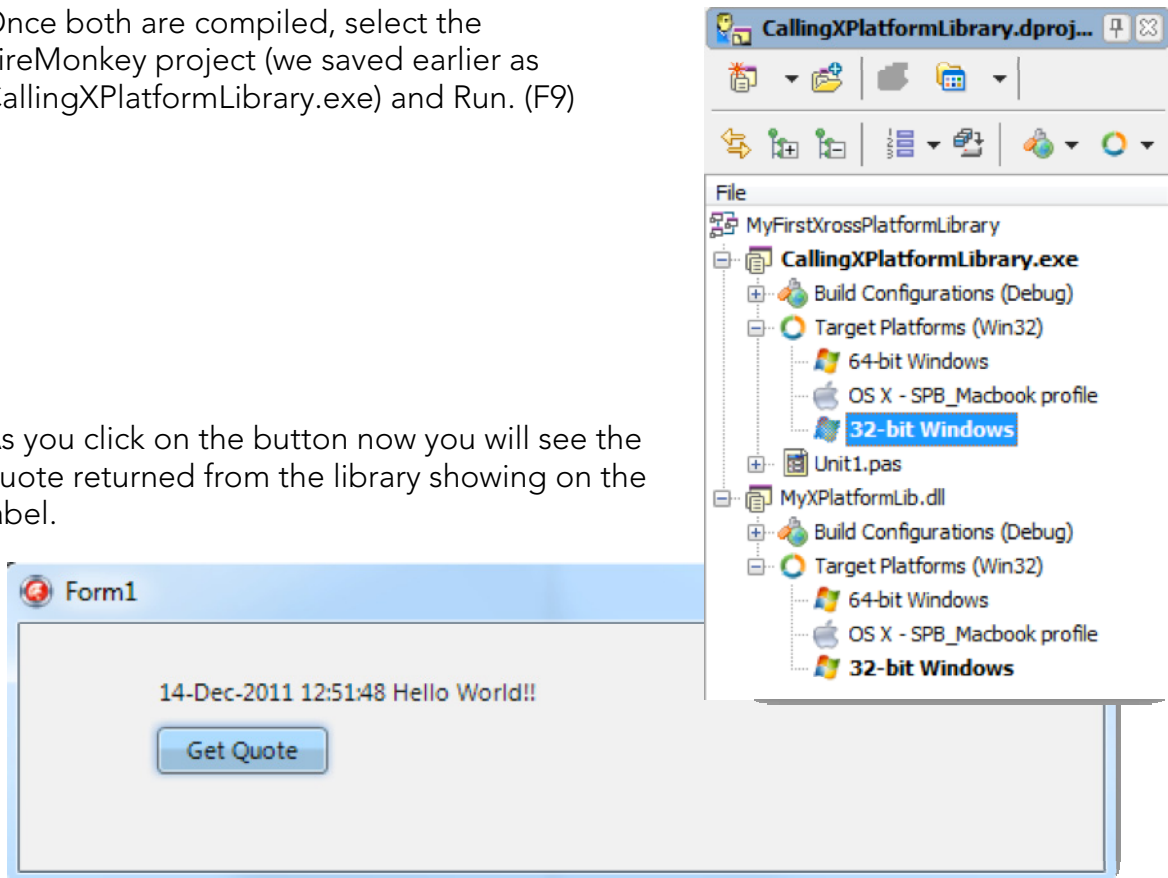 Once both are compiled, select the
FireMonkey project (we saved earlier as
CallingXPlatformLibrary.exe) and Run. (F9)
As you click on the button now you will see the
quote returned from the library showing on the
label.
CallingXPlatformLibrary.dproj...
File
MyFirstXrossPlatformLibrary
CallingXPlatformLibrary.exe
Build Configurations (Debug)
Target Platforms (Win32)
64-bit Windows
OS X - SPB_Macbook profile
32-bit Windows
Unit1.pas
MyXPlatformLib.dll
Build Configurations (Debug)
Target Platforms (Win32)
64-bit Windows
OS X - SPB_Macbook profile
32-bit Windows
Form1
14-Dec-2011 12:51:48 Hello World!!
Get Quote